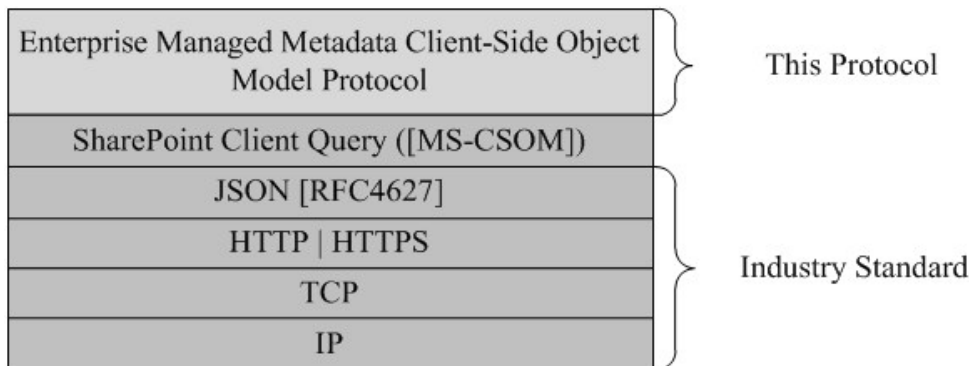 Enterprise Managed Metadata Client-Side Object
Model Protocol
This Protocol
SharePoint Client Query ([MS-CSOM])
JSON [RFC4627]
HTTP | HTTPS
TCP
IP
Industry Standard